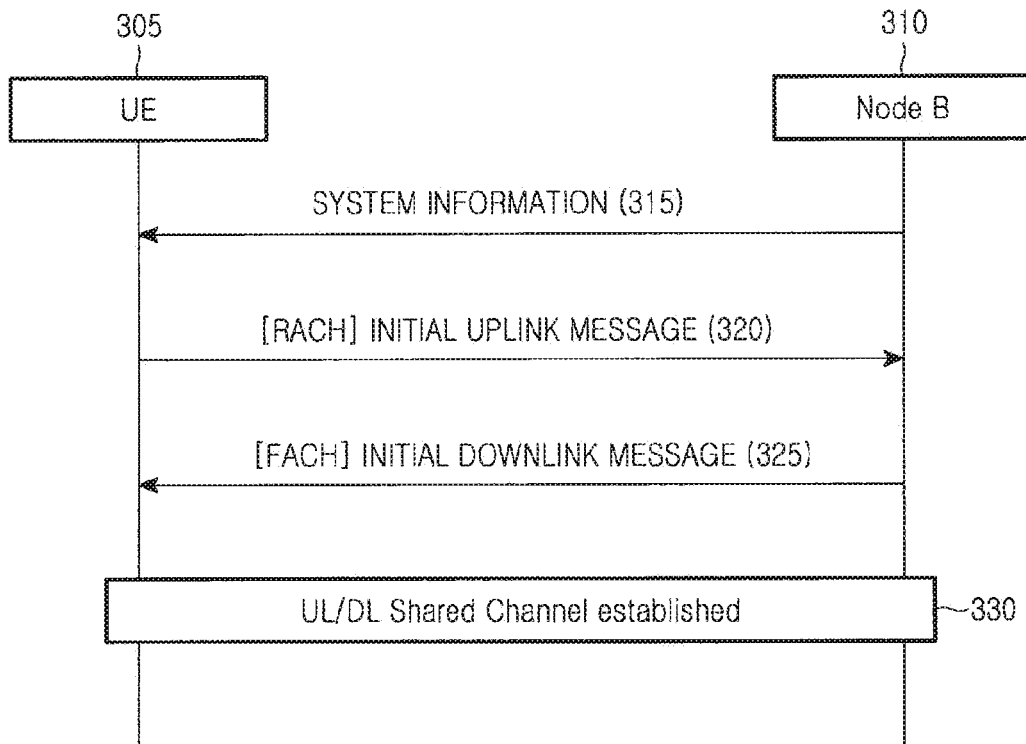 305
310
UE
Node B
SYSTEM INFORMATION (315)
[RACH] INITIAL UPLINK MESSAGE (320)
[FACH] INITIAL DOWNLINK MESSAGE (325)
UL/DL Shared Channel established
330